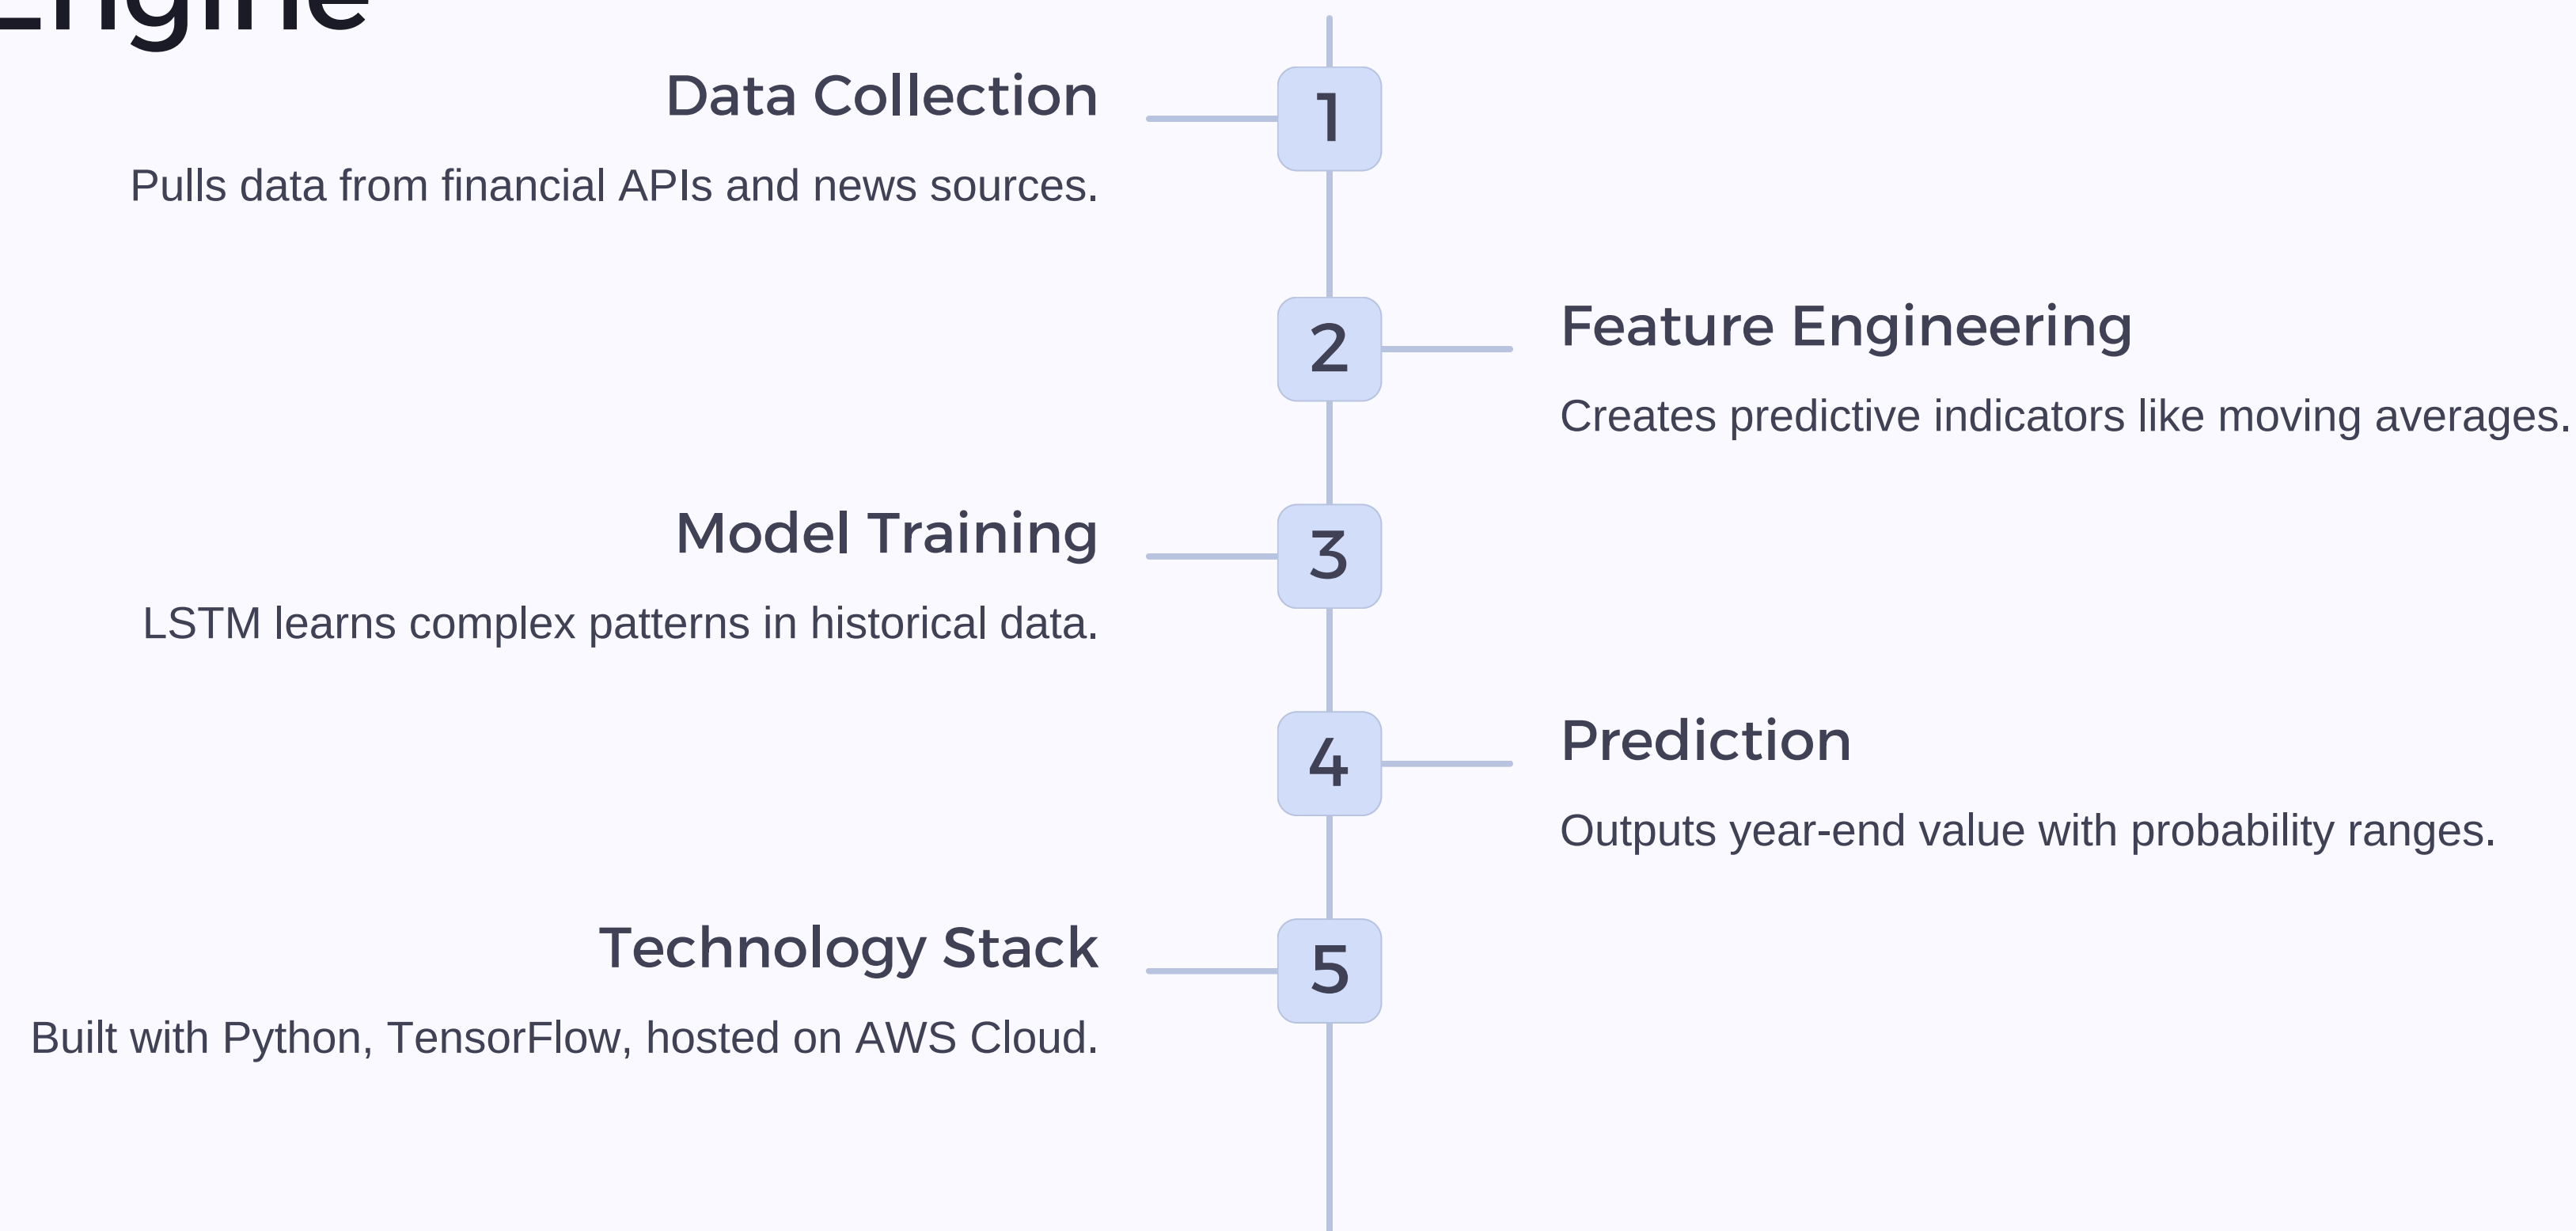 Engine
Data Collection
1
Pulls data from financial APIs and news sources.
2
Feature Engineering
Creates predictive indicators like moving averages.
Model Training
3
LSTM learns complex patterns in historical data.
4
Prediction
Outputs year-end value with probability ranges.
Technology Stack
5
Built with Python, TensorFlow, hosted on AWS Cloud.